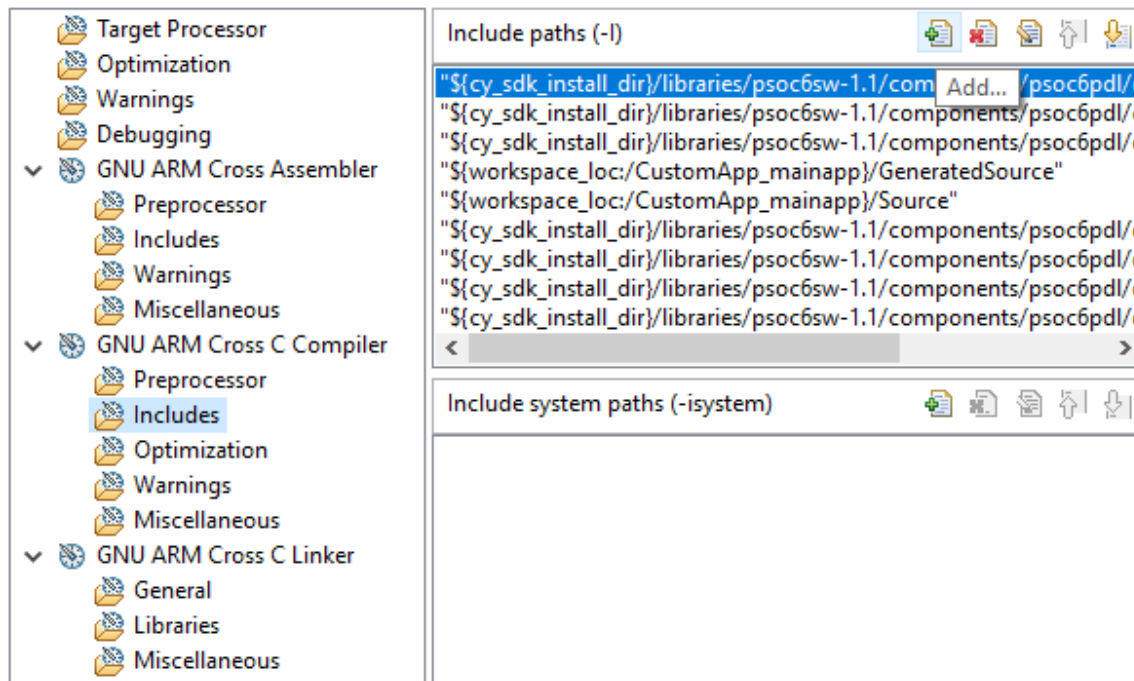 Target Processor
Optimization
Warnings
Debugging
GNU ARM Cross Assembler
Preprocessor
Includes
Warnings
Miscellaneous
GNU ARM Cross C Compiler
Preprocessor
Includes
Optimization
Warnings
Miscellaneous
GNU ARM Cross C Linker
General
Libraries
Miscellaneous
Include paths (-I)
"${cy_sdk_install_dir}/libraries/psoc6sw-1.1/com /psoc6pdl/
Add...
"${cy_sdk_install_dir}/libraries/psoc6sw-1.1/components/psoc6pdl/
"${cy_sdk_install_dir}/libraries/psoc6sw-1.1/components/psoc6pdl/
"${workspace_loc:/CustomApp_mainapp}/GeneratedSource"
"${workspace_loc:/CustomApp_mainapp}/Source"
"${cy_sdk_install_dir}/libraries/psoc6sw-1.1/components/psoc6pdl/
"${cy_sdk_install_dir}/libraries/psoc6sw-1.1/components/psoc6pdl/
"${cy_sdk_install_dir}/libraries/psoc6sw-1.1/components/psoc6pdl/
"${cy_sdk_install_dir}/libraries/psoc6sw-1.1/components/psoc6pdl/
Include system paths (-isystem)